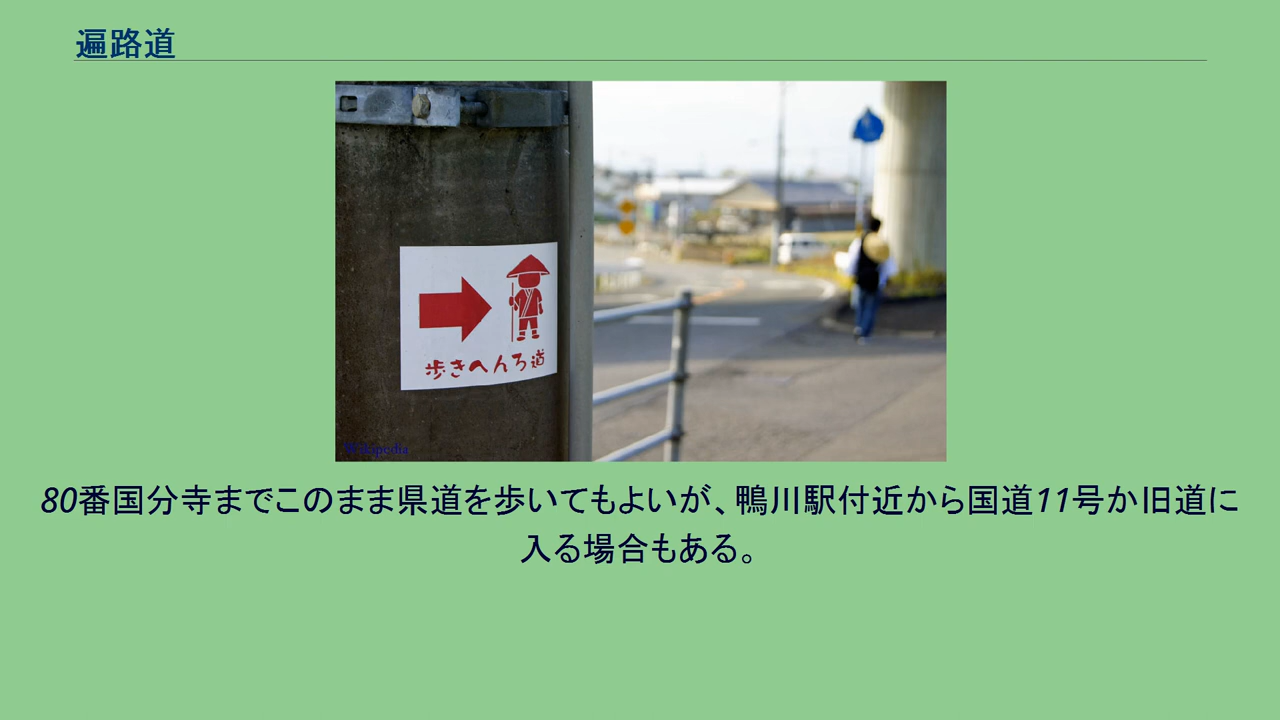 遍路道
歩きへんろ道
Wikipedia
80番国分寺までこのまま県道を歩いてもよいが、鴨川駅付近から国道11号か旧道に
入る場合もある。